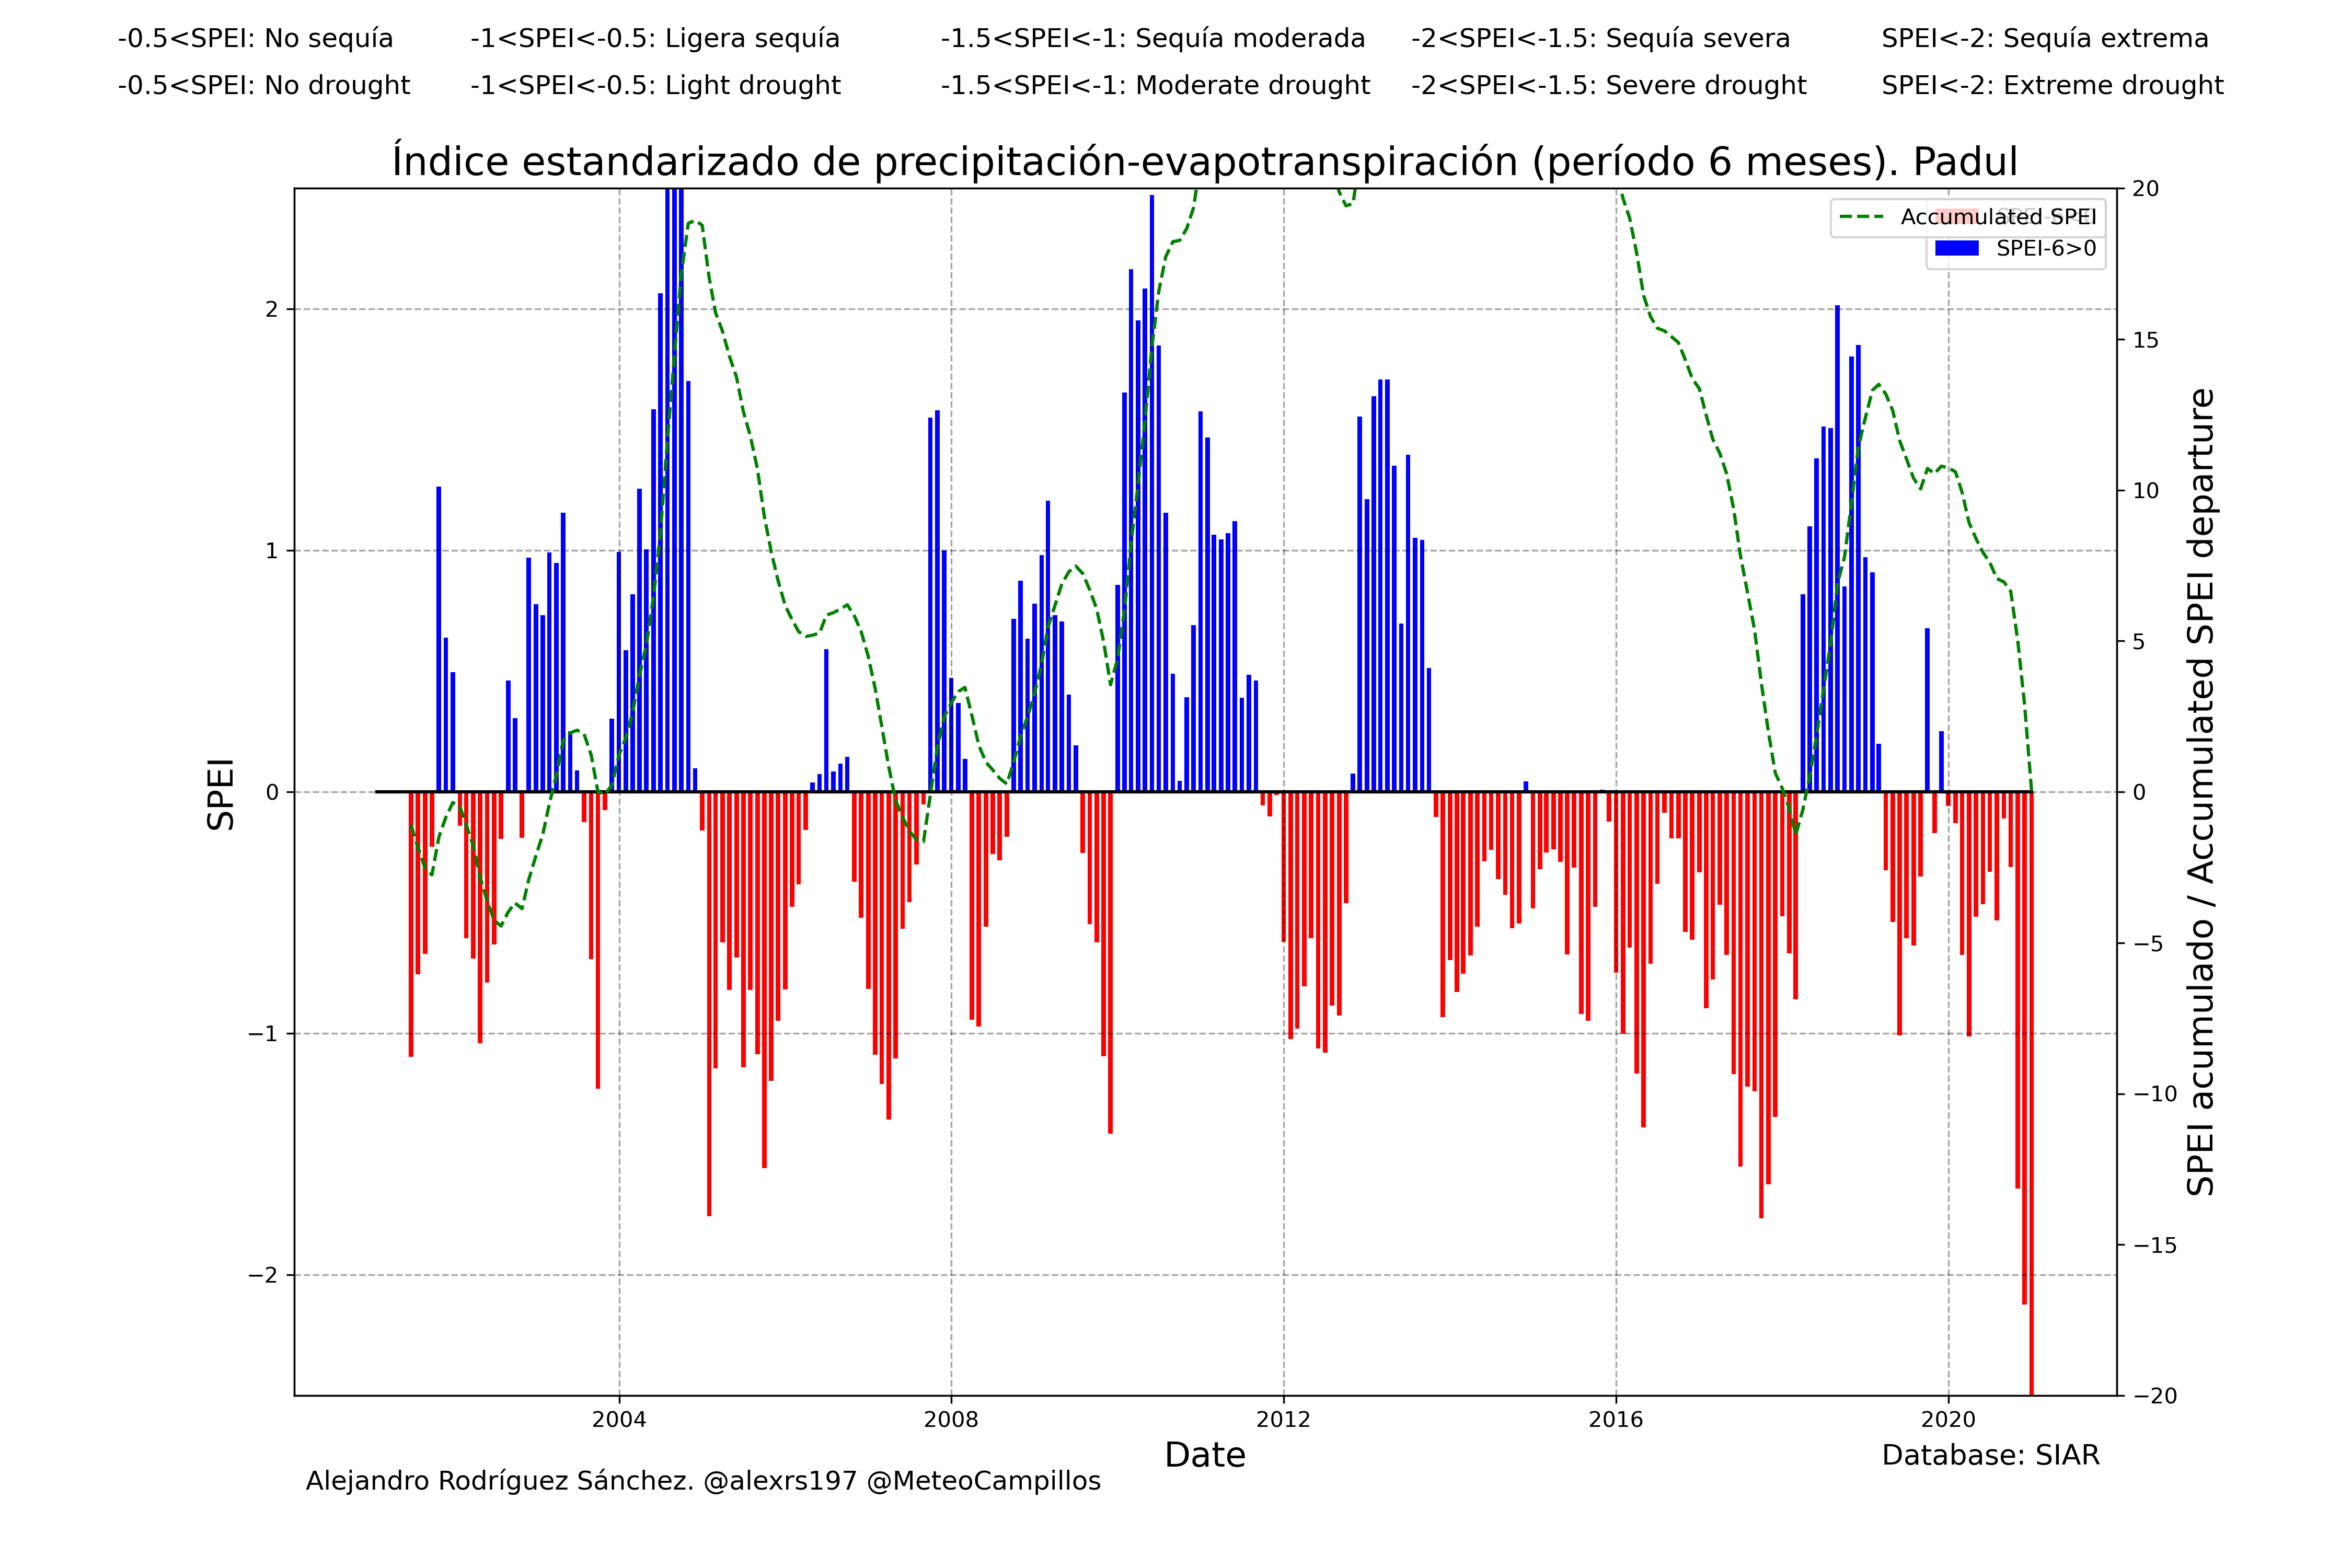 -0.5<SPEI: No sequía -1<SPEI<-0.5: Ligera sequía -1.5<SPEI<-1: Sequía moderada -2<SPEI<-1.5: Sequía severa SPEI<-2: Sequía extrema
-0.5<SPEI: No drought -1<SPEI<-0.5: Light drought -1.5<SPEI<-1: Moderate drought -2<SPEI<-1.5: Severe drought SPEI<-2: Extreme drought
Índice estandarizado de precipitación-evapotranspiración (período 6 meses). Padul
Accumulated SPEI
SPEI-6>0
SPEI
2
1
0
−1
−2
20
15
10
5
0
−5
−10
−15
−20
SPEI acumulado / Accumulated SPEI departure
2004 2008 2012 2016 2020
Date
Database: SIAR
Alejandro Rodríguez Sánchez. @alexrs197 @MeteoCampillos